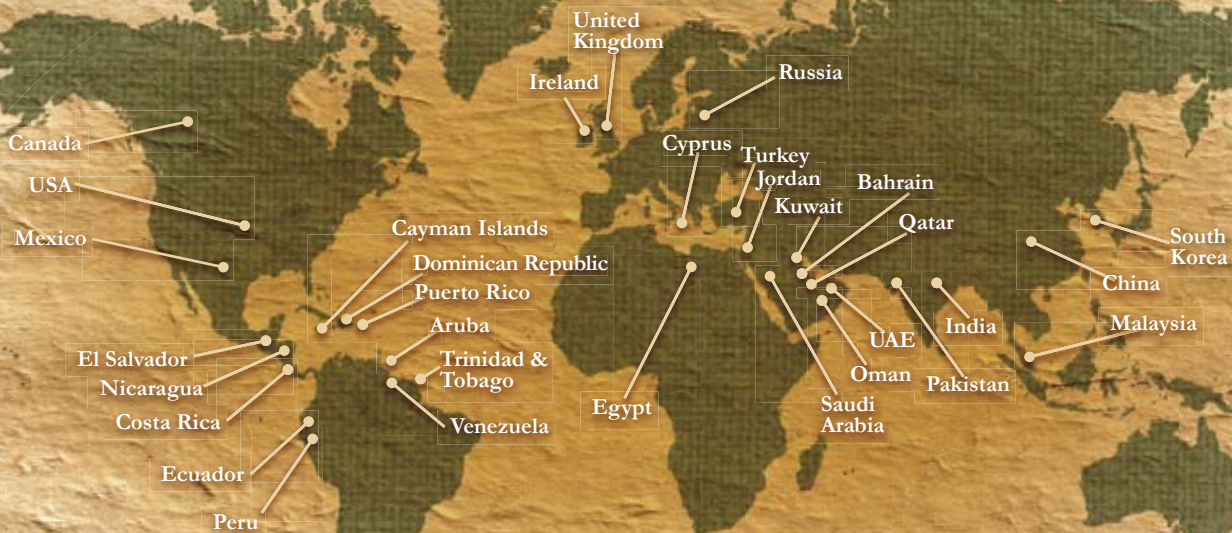 United
Kingdom
Ireland
Russia
Canada
Cyprus
Turkey
Jordan
USA
Bahrain
Kuwait
Qatar
Mexico
Cayman Islands
South
Korea
Dominican Republic
China
Puerto Rico
Aruba
India
Malaysia
UAE
El Salvador
Trinidad &
Tobago
Nicaragua
Oman
Pakistan
Egypt
Saudi
Arabia
Costa Rica
Venezuela
Ecuador
Peru